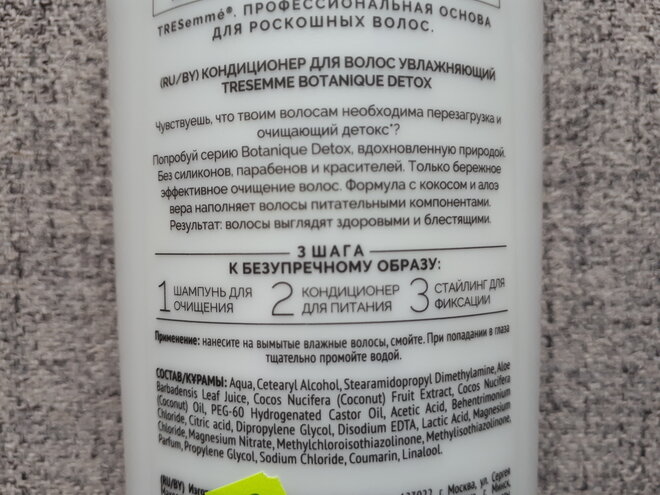 TRESemmé®. ПРОФЕССИОНАЛЬНАЯ ОСНОВА
ДЛЯ РОСКОШНЫХ ВОЛОС.
(RU/BY) КОНДИЦИОНЕР ДЛЯ ВОЛОС УВЛАЖНЯЮЩИЙ
TRESEMME BOTANIQUE DETOX
Чувствуешь, что твоим волосам необходима перезагрузка и
очищающий детокс*?
Попробуй серию Botanique Detox, вдохновленную природой.
Без силиконов, парабенов и красителей. Только бережное
эффективное очищение волос. Формула с кокосом и алоэ
вера наполняет волосы питательными компонентами.
Результат: волосы выглядят здоровыми и блестящими.
3 ШАГА
К БЕЗУПРЕЧНОМУ ОБРАЗУ:
1 ШАМПУНЬ ДЛЯ ОЧИЩЕНИЯ 2 КОНДИЦИОНЕР ДЛЯ ПИТАНИЯ 3 СТАЙЛИНГ ДЛЯ ФИКСАЦИИ
Применение: нанесите на вымытые влажные волосы, смойте. При попадании в глаза
тщательно промойте водой.
СОСТАВ/КУРАМЫ: Aqua, Cetearyl Alcohol, Stearamidopropyl Dimethylamine, Aloe
Barbadensis Leaf Juice, Cocos Nucifera (Coconut) Fruit Extract, Cocos Nucifera
(Coconut) Oil, PEG-60 Hydrogenated Castor Oil, Acetic Acid, Behentrimonium
Chloride, Citric acid, Dipropylene Glycol, Disodium EDTA, Lactic Acid, Magnesium
Chloride, Magnesium Nitrate, Methylchloroisothiazolinone, Methylisothiazolinone,
Parfum, Propylene Glycol, Sodium Chloride, Coumarin, Linalool.
(RU/BY) г. Москва, ул. Сергея